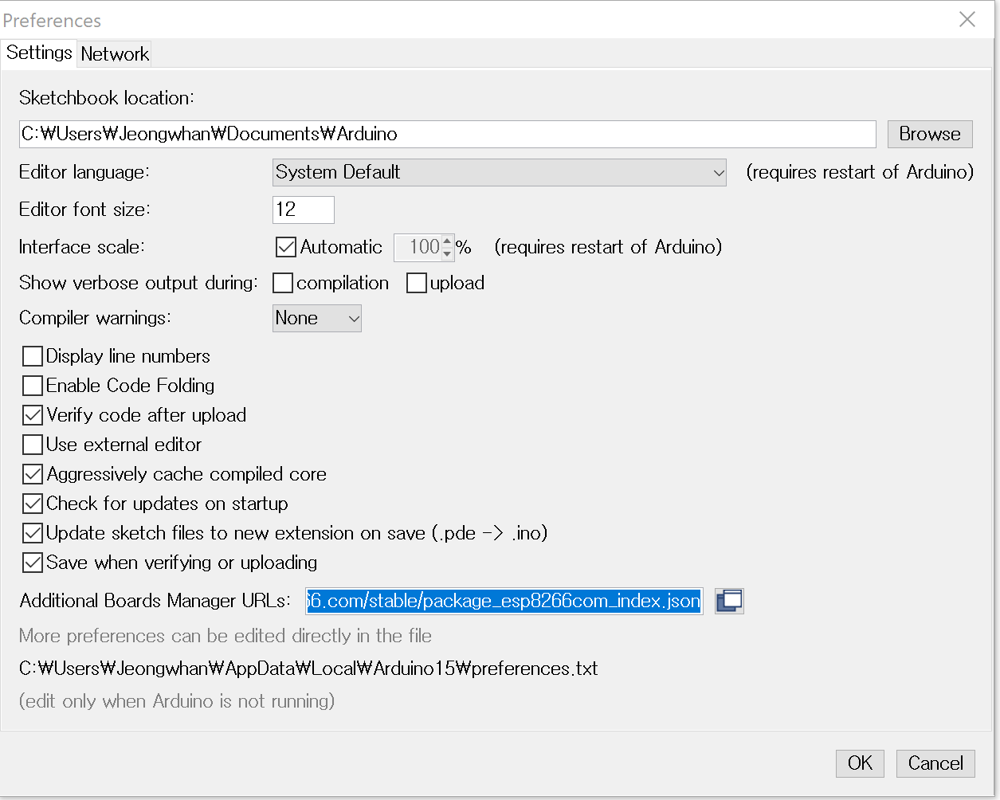 Preferences
Settings Network
Sketchbook location:
C:₩Users₩Jeongwhan₩Documents₩Arduino Browse
Editor language: System Default (requires restart of Arduino)
Editor font size: 12
Interface scale: Automatic 100 % (requires restart of Arduino)
Show verbose output during: compilation upload
Compiler warnings: None
Display line numbers
Enable Code Folding
Verify code after upload
Use external editor
Aggressively cache compiled core
Check for updates on startup
Update sketch files to new extension on save (.pde -> .ino)
Save when verifying or uploading
Additional Boards Manager URLs: 66.com/stable/package_esp8266com_index.json
More preferences can be edited directly in the file
C:₩Users₩Jeongwhan₩AppData₩Local₩Arduino15₩preferences.txt
(edit only when Arduino is not running)
OK Cancel